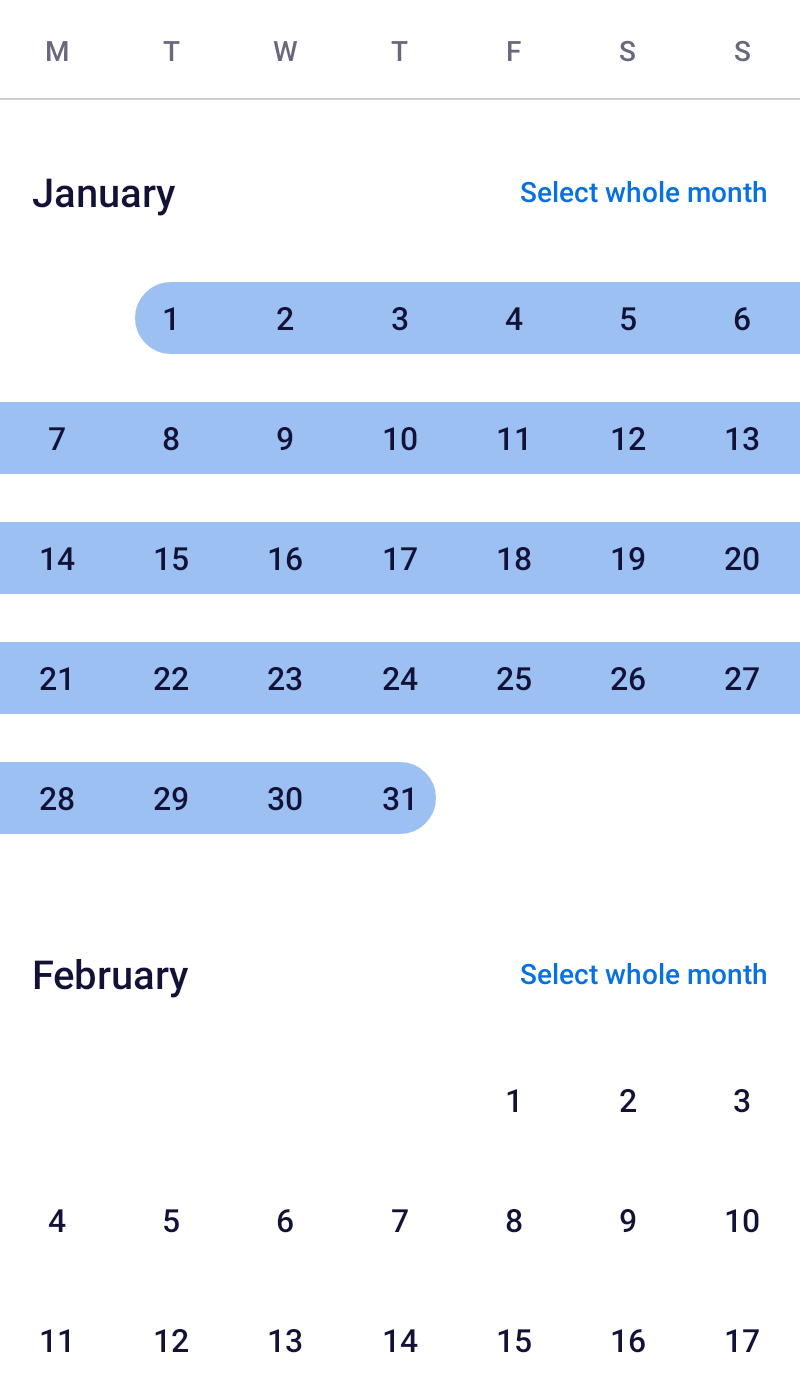 M T W T F S S
January Select whole month
1 2 3 4 5 6
7 8 9 10 11 12 13
14 15 16 17 18 19 20
21 22 23 24 25 26 27
28 29 30 31
February Select whole month
1 2 3
4 5 6 7 8 9 10
11 12 13 14 15 16 17